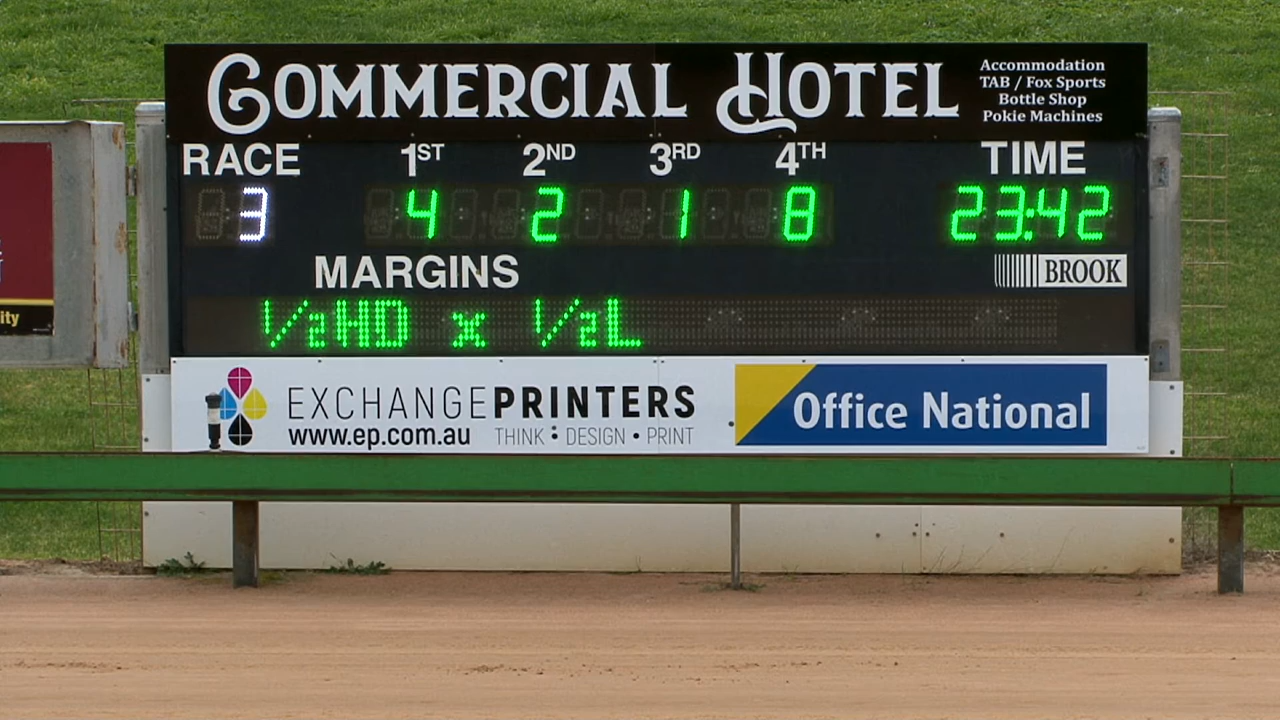 COMMERCIAL HOTEL
Accommodation
TAB / Fox Sports
Bottle Shop
Pokie Machines
RACE 1ST 2ND 3RD 4TH TIME
3 4 2 1 8 23:42
MARGINS
BROOK
½HD x ½L
EXCHANGEPRINTERS
www.ep.com.au THINK • DESIGN • PRINT
Office National
ity